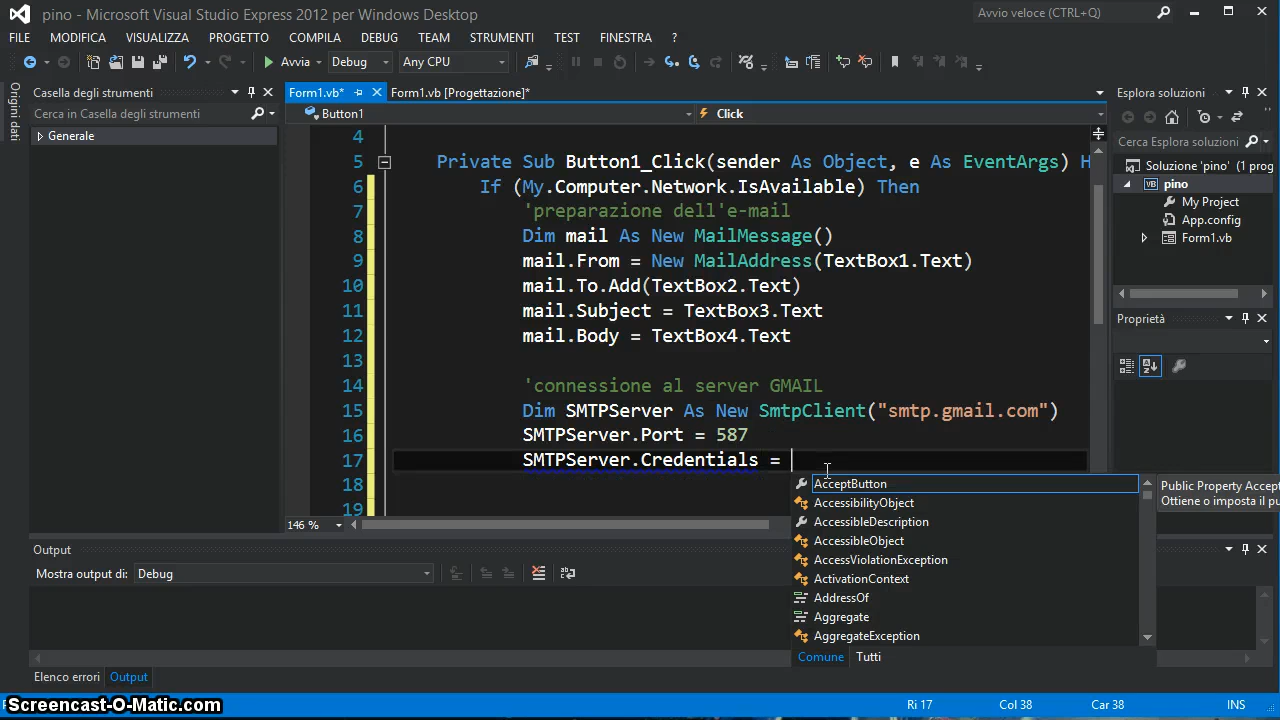 pino - Microsoft Visual Studio Express 2012 per Windows Desktop
Avvio veloce (CTRL+Q)
FILE MODIFICA VISUALIZZA PROGETTO COMPILA DEBUG TEAM STRUMENTI TEST FINESTRA ?
Avvia Debug Any CPU
Origini dati
Casella degli strumenti
Cerca in Casella degli strumenti
Generale
Form1.vb* Form1.vb [Progettazione]*
Button1 Click
4
5 Private Sub Button1_Click(sender As Object, e As EventArgs) H
6 If (My.Computer.Network.IsAvailable) Then
7 'preparazione dell'e-mail
8 Dim mail As New MailMessage()
9 mail.From = New MailAddress(TextBox1.Text)
10 mail.To.Add(TextBox2.Text)
11 mail.Subject = TextBox3.Text
12 mail.Body = TextBox4.Text
13
14 'connessione al server GMAIL
15 Dim SMTPServer As New SmtpClient("smtp.gmail.com")
16 SMTPServer.Port = 587
17 SMTPServer.Credentials =
18
19
146 %
AcceptButton
AccessibilityObject
AccessibleDescription
AccessibleObject
AccessViolationException
ActivationContext
AddressOf
Aggregate
AggregateException
Comune Tutti
Public Property Accep
Ottiene o imposta il pu
Esplora soluzioni
Cerca in Esplora soluzioni
Soluzione 'pino' (1 prog
VB pino
My Project
App.config
Form1.vb
Proprietà
Output
Mostra output di: Debug
Elenco errori Output
Ri 17 Col 38 Car 38 INS
Screencast-O-Matic.com